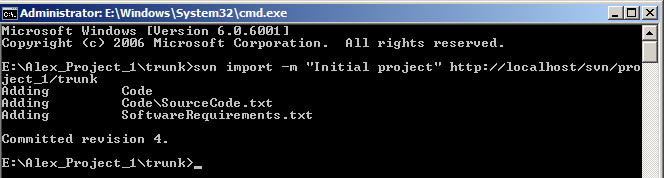 Administrator: E:\Windows\System32\cmd.exe
Microsoft Windows [Version 6.0.6001]
Copyright (c) 2006 Microsoft Corporation.  All rights reserved.
E:\Alex_Project_1\trunk>svn import -m "Initial project" http://localhost/svn/pro
ject_1/trunk
Adding         Code
Adding         Code\SourceCode.txt
Adding         SoftwareRequirements.txt
Committed revision 4.
E:\Alex_Project_1\trunk>_